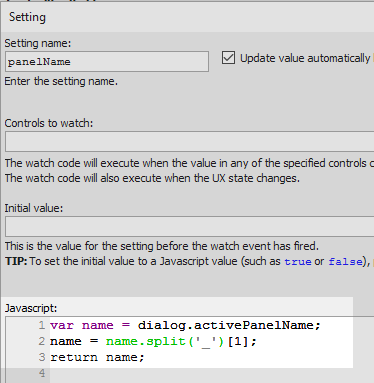 Setting
Setting name:
panelName
Update value automatically
Enter the setting name.
Controls to watch:
The watch code will execute when the value in any of the specified controls
The watch code will also execute when the UX state changes.
Initial value:
This is the value for the setting before the watch event has fired.
TIP: To set the initial value to a Javascript value (such as true or false),
Javascript:
1 var name = dialog.activePanelName;
2 name = name.split('_')[1];
3 return name;
4